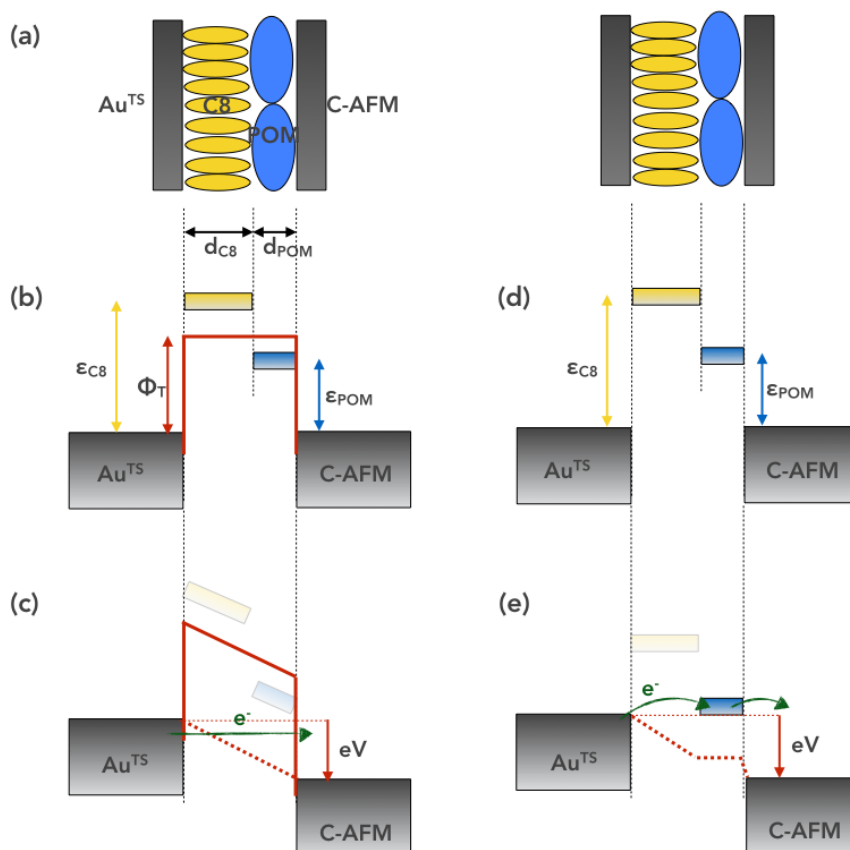 (a)
Au^TS
C8
POM
C-AFM
d_C8
d_POM
(b)
ε_C8
Φ_T
ε_POM
Au^TS
C-AFM
(c)
e⁻
eV
Au^TS
C-AFM
(d)
ε_C8
ε_POM
Au^TS
C-AFM
(e)
e⁻
eV
Au^TS
C-AFM